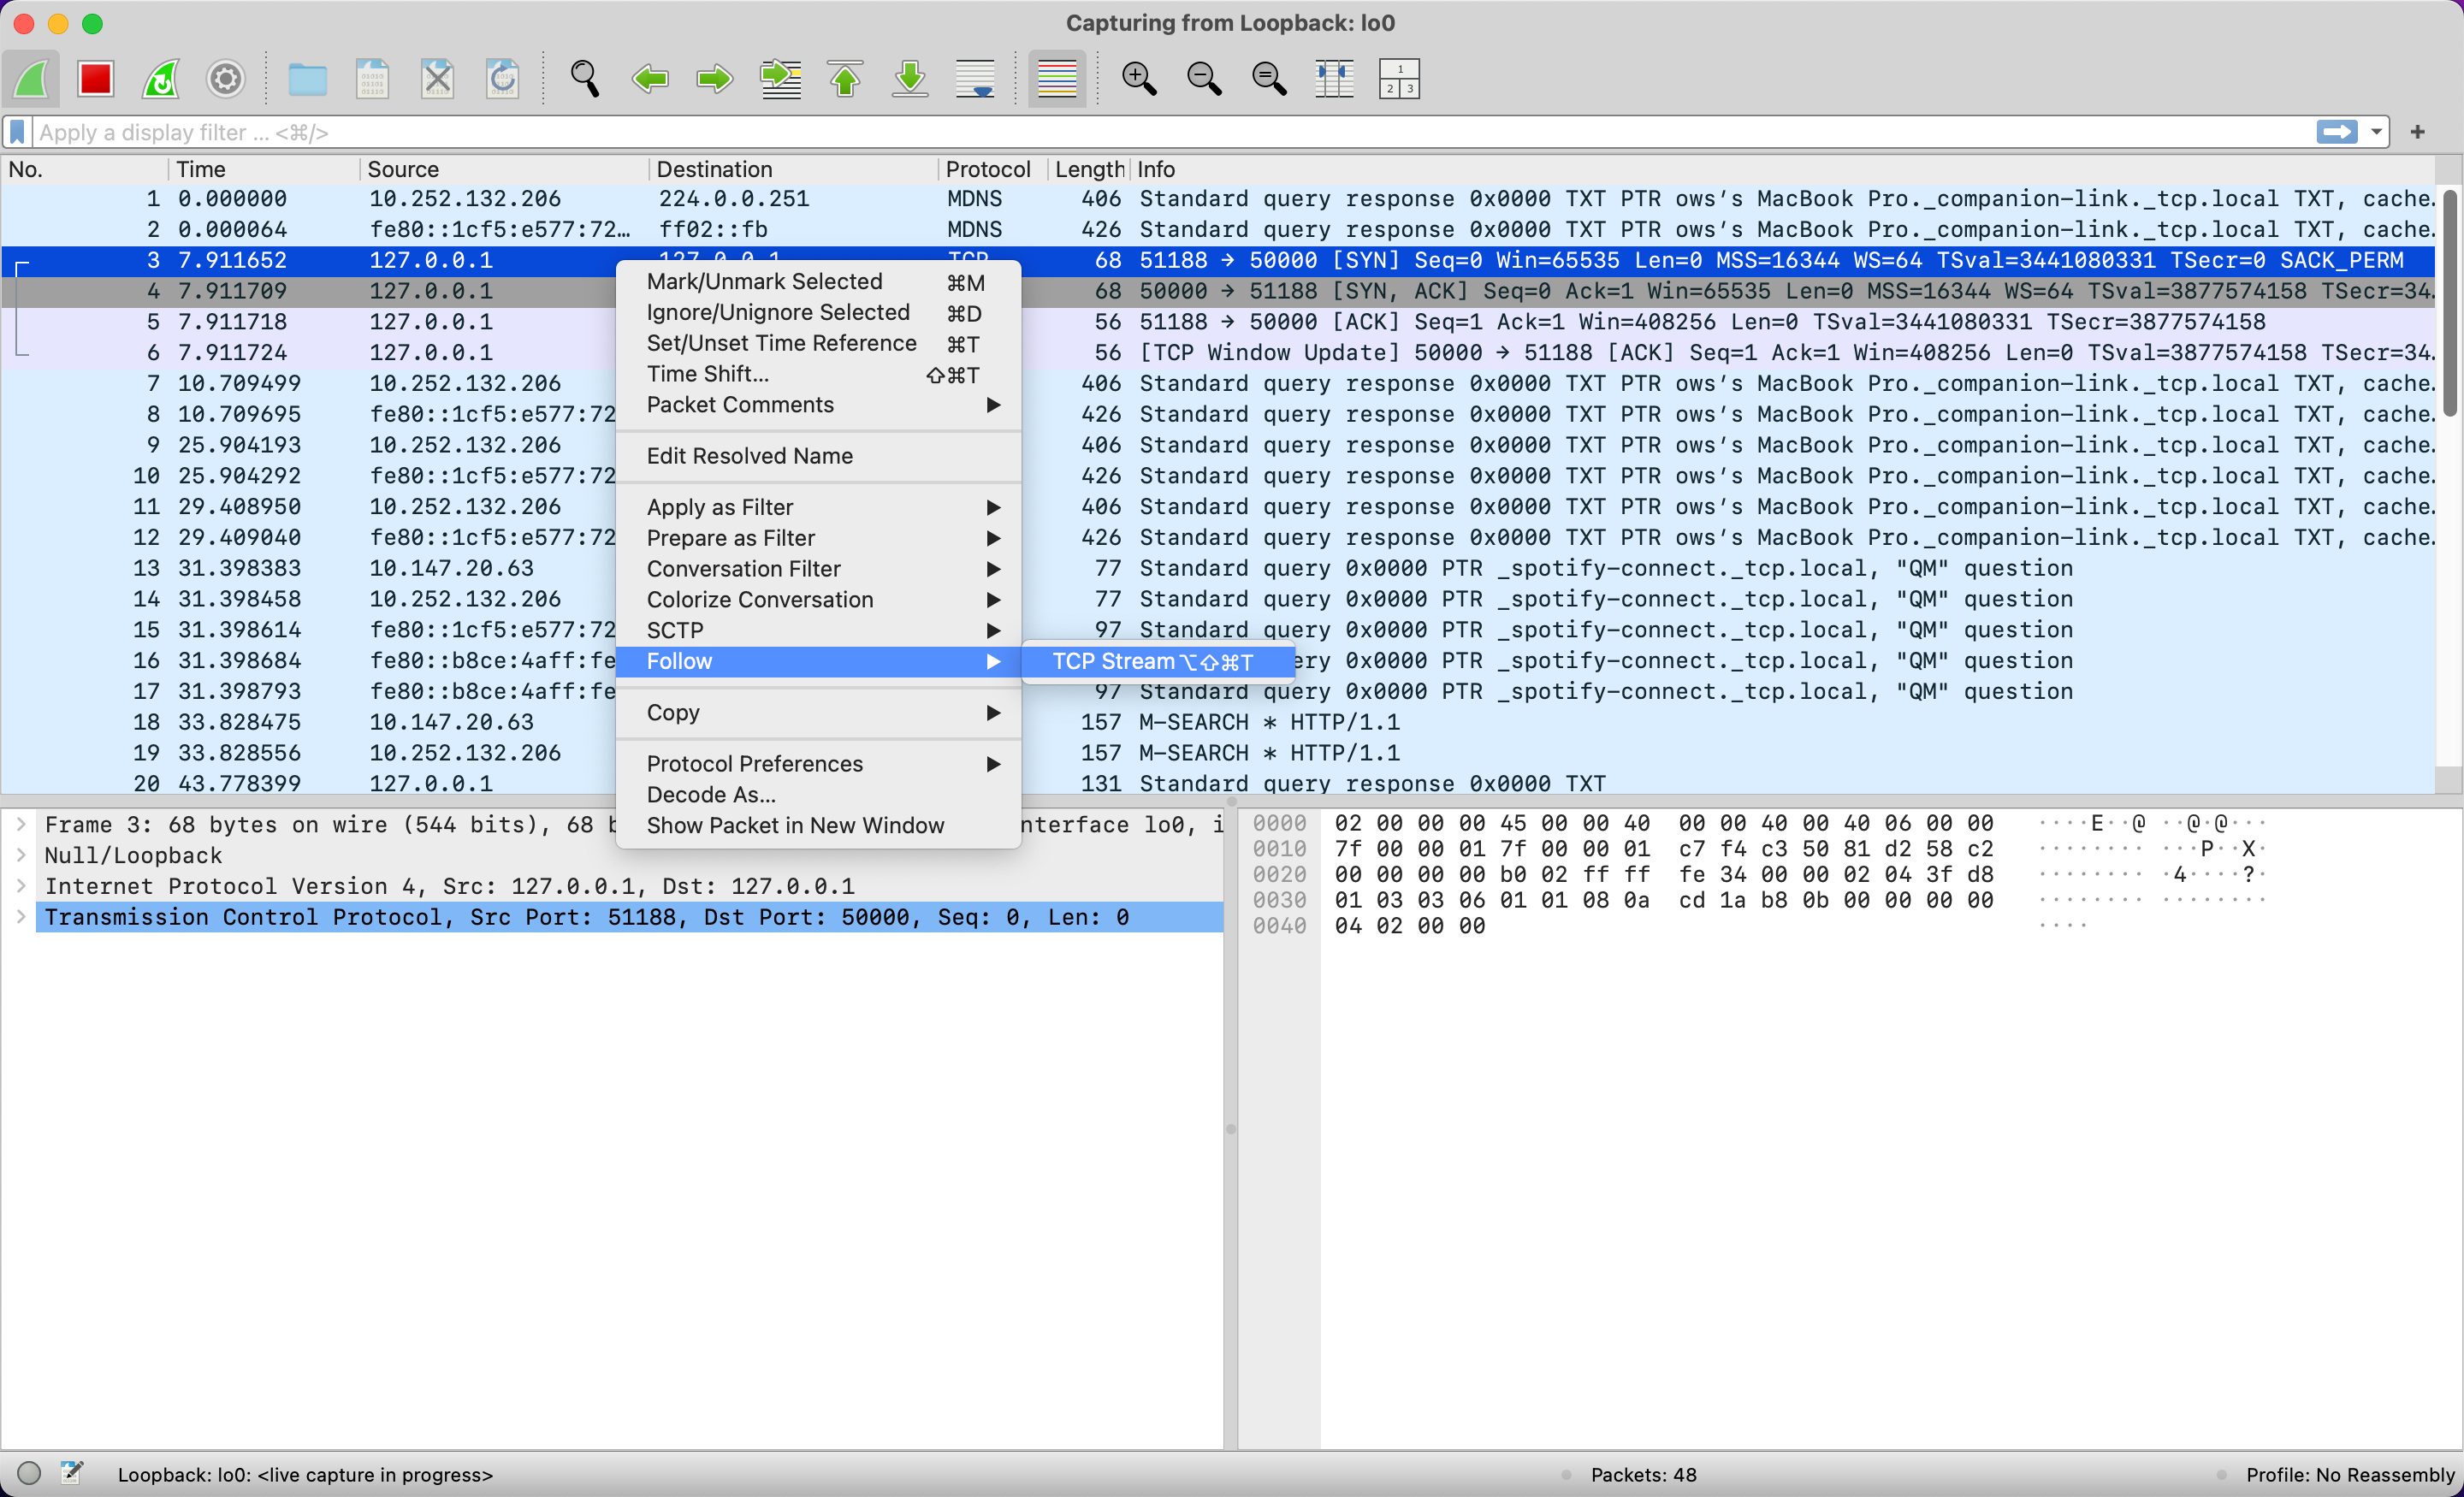 Capturing from Loopback: lo0
1
2 3
Apply a display filter ... <⌘/>
+
No. Time Source Destination Protocol Length Info
1 0.000000 10.252.132.206 224.0.0.251 MDNS 406 Standard query response 0x0000 TXT PTR ows's MacBook Pro._companion-link._tcp.local TXT, cache…
2 0.000064 fe80::1cf5:e577:72… ff02::fb MDNS 426 Standard query response 0x0000 TXT PTR ows's MacBook Pro._companion-link._tcp.local TXT, cache…
3 7.911652 127.0.0.1 127.0.0.1 TCP 68 51188 → 50000 [SYN] Seq=0 Win=65535 Len=0 MSS=16344 WS=64 TSval=3441080331 TSecr=0 SACK_PERM
4 7.911709 127.0.0.1 68 50000 → 51188 [SYN, ACK] Seq=0 Ack=1 Win=65535 Len=0 MSS=16344 WS=64 TSval=3877574158 TSecr=34…
5 7.911718 127.0.0.1 56 51188 → 50000 [ACK] Seq=1 Ack=1 Win=408256 Len=0 TSval=3441080331 TSecr=3877574158
6 7.911724 127.0.0.1 56 [TCP Window Update] 50000 → 51188 [ACK] Seq=1 Ack=1 Win=408256 Len=0 TSval=3877574158 TSecr=34…
7 10.709499 10.252.132.206 406 Standard query response 0x0000 TXT PTR ows's MacBook Pro._companion-link._tcp.local TXT, cache…
8 10.709695 fe80::1cf5:e577:72 426 Standard query response 0x0000 TXT PTR ows's MacBook Pro._companion-link._tcp.local TXT, cache…
9 25.904193 10.252.132.206 406 Standard query response 0x0000 TXT PTR ows's MacBook Pro._companion-link._tcp.local TXT, cache…
10 25.904292 fe80::1cf5:e577:72 426 Standard query response 0x0000 TXT PTR ows's MacBook Pro._companion-link._tcp.local TXT, cache…
11 29.408950 10.252.132.206 406 Standard query response 0x0000 TXT PTR ows's MacBook Pro._companion-link._tcp.local TXT, cache…
12 29.409040 fe80::1cf5:e577:72 426 Standard query response 0x0000 TXT PTR ows's MacBook Pro._companion-link._tcp.local TXT, cache…
13 31.398383 10.147.20.63 77 Standard query 0x0000 PTR _spotify-connect._tcp.local, "QM" question
14 31.398458 10.252.132.206 77 Standard query 0x0000 PTR _spotify-connect._tcp.local, "QM" question
15 31.398614 fe80::1cf5:e577:72 97 Standard query 0x0000 PTR _spotify-connect._tcp.local, "QM" question
16 31.398684 fe80::b8ce:4aff:fe ery 0x0000 PTR _spotify-connect._tcp.local, "QM" question
17 31.398793 fe80::b8ce:4aff:fe 97 Standard query 0x0000 PTR _spotify-connect._tcp.local, "QM" question
18 33.828475 10.147.20.63 157 M-SEARCH * HTTP/1.1
19 33.828556 10.252.132.206 157 M-SEARCH * HTTP/1.1
20 43.778399 127.0.0.1 131 Standard query response 0x0000 TXT
Mark/Unmark Selected ⌘M
Ignore/Unignore Selected ⌘D
Set/Unset Time Reference ⌘T
Time Shift... ⇧⌘T
Packet Comments
Edit Resolved Name
Apply as Filter
Prepare as Filter
Conversation Filter
Colorize Conversation
SCTP
Follow
TCP Stream ⌥⇧⌘T
Copy
Protocol Preferences
Decode As...
Show Packet in New Window
Frame 3: 68 bytes on wire (544 bits), 68 b nterface lo0, i
Null/Loopback
Internet Protocol Version 4, Src: 127.0.0.1, Dst: 127.0.0.1
Transmission Control Protocol, Src Port: 51188, Dst Port: 50000, Seq: 0, Len: 0
0000 02 00 00 00 45 00 00 40 00 00 40 00 40 06 00 00 ····E··@ ··@·@···
0010 7f 00 00 01 7f 00 00 01 c7 f4 c3 50 81 d2 58 c2 ········ ···P··X·
0020 00 00 00 00 b0 02 ff ff fe 34 00 00 02 04 3f d8 ········ ·4····?·
0030 01 03 03 06 01 01 08 0a cd 1a b8 0b 00 00 00 00 ········ ········
0040 04 02 00 00 ····
Loopback: lo0: <live capture in progress>
Packets: 48
Profile: No Reassembly